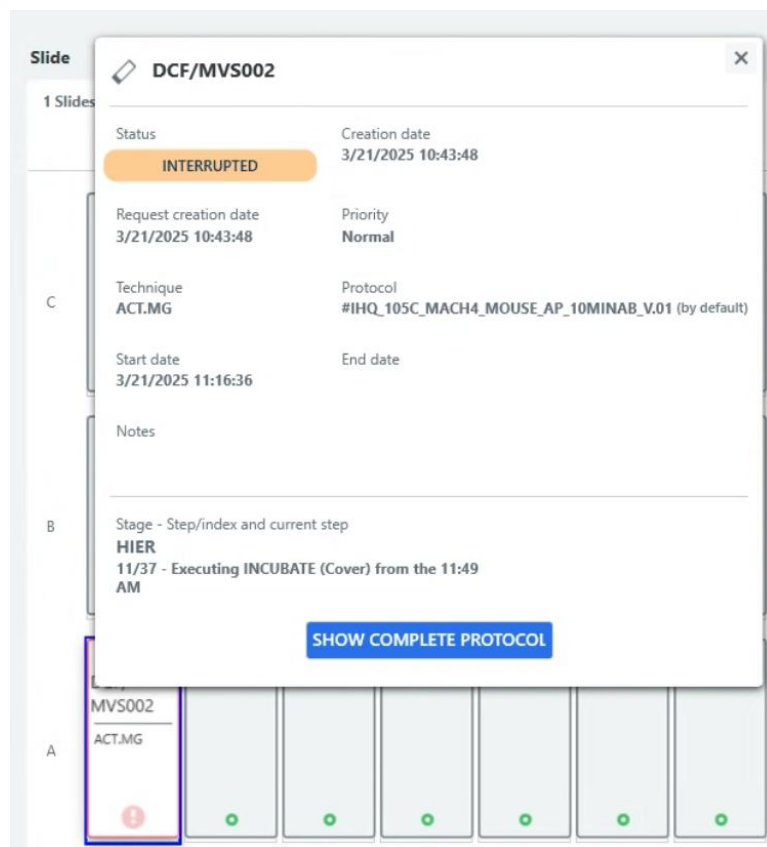 Slide
DCF/MVS002
1 Slides
Status
Creation date
INTERRUPTED
3/21/2025 10:43:48
Request creation date
Priority
3/21/2025 10:43:48
Normal
Technique
Protocol
ACT.MG
#IHQ_105C_MACH4_MOUSE_AP_10MINAB_V.01 (by default)
C
Start date
End date
3/21/2025 11:16:36
Notes
B
Stage - Step/index and current step
HIER
11/37 - Executing INCUBATE (Cover) from the 11:49
AM
SHOW COMPLETE PROTOCOL
MVS002
ACT.MG
A